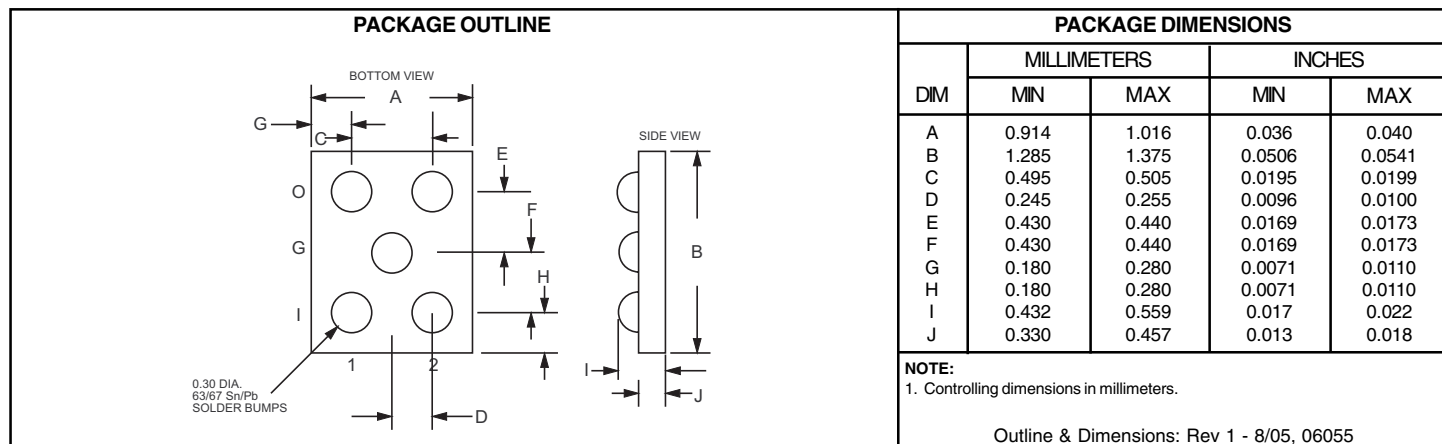 PACKAGE OUTLINE
BOTTOM VIEW
A
G
C
SIDE VIEW
E
O
F
G
B
H
I
1 2
I
J
0.30 DIA.
63/67 Sn/Pb
SOLDER BUMPS
D
PACKAGE DIMENSIONS
MILLIMETERS INCHES
DIM MIN MAX MIN MAX
A 0.914 1.016 0.036 0.040
B 1.285 1.375 0.0506 0.0541
C 0.495 0.505 0.0195 0.0199
D 0.245 0.255 0.0096 0.0100
E 0.430 0.440 0.0169 0.0173
F 0.430 0.440 0.0169 0.0173
G 0.180 0.280 0.0071 0.0110
H 0.180 0.280 0.0071 0.0110
I 0.432 0.559 0.017 0.022
J 0.330 0.457 0.013 0.018
NOTE:
1. Controlling dimensions in millimeters.
Outline & Dimensions: Rev 1 - 8/05, 06055